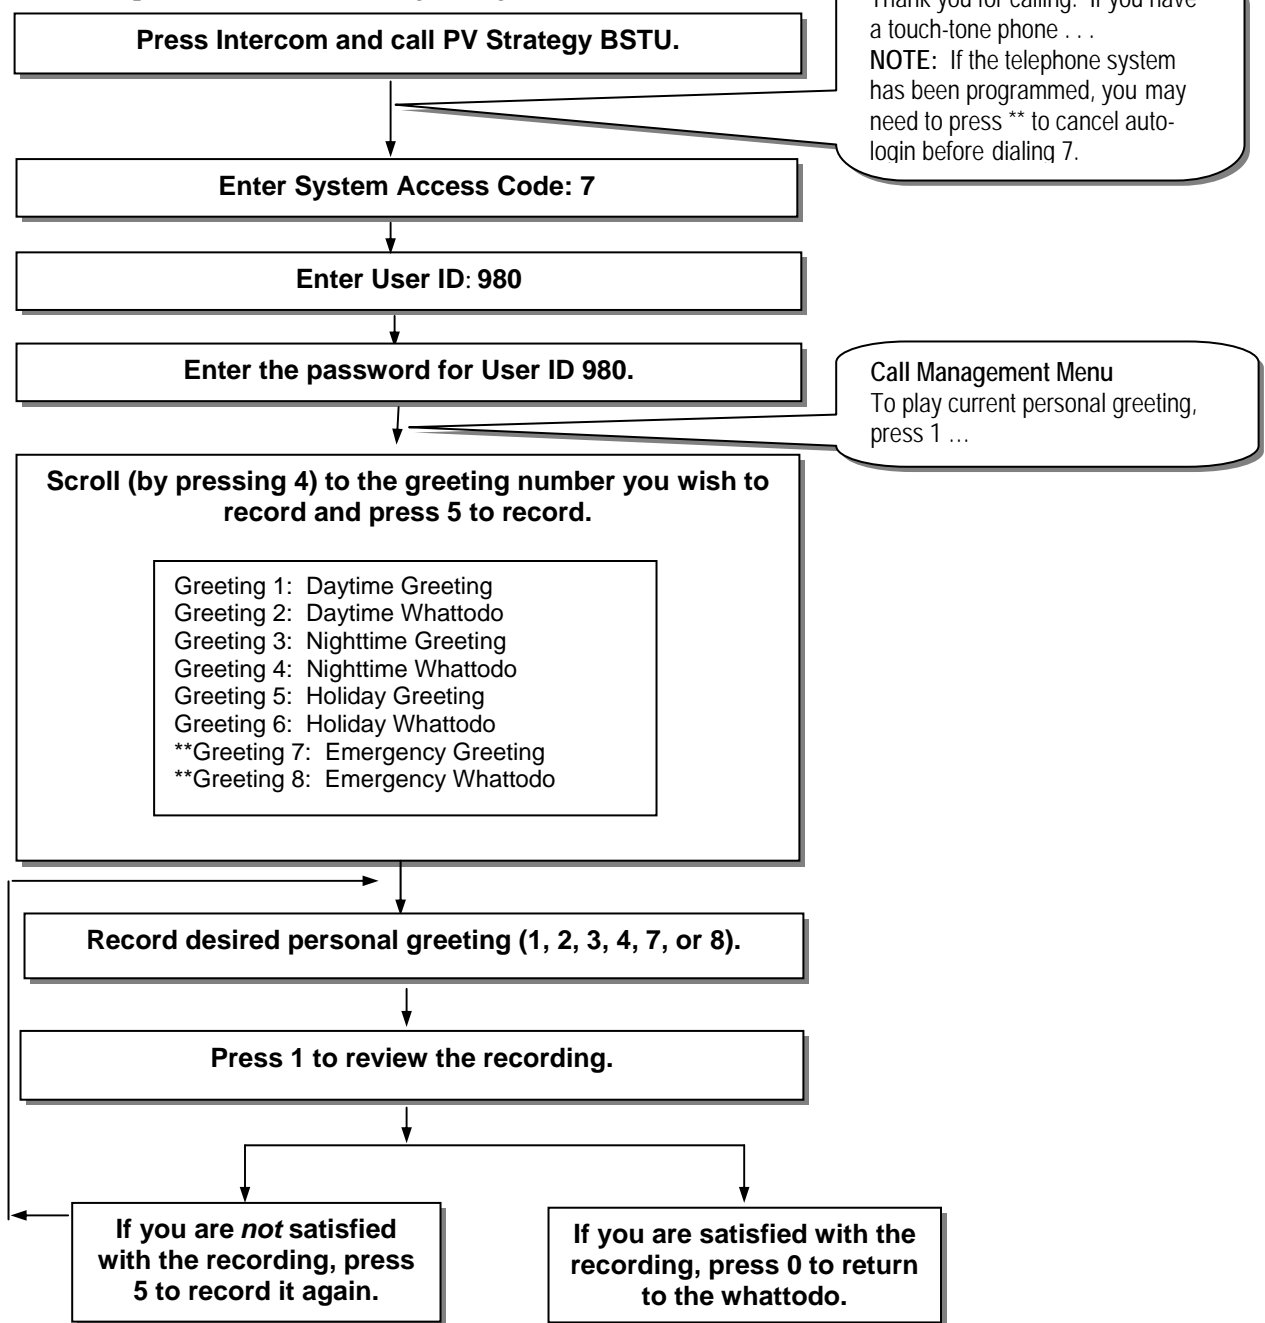 Press Intercom and call PV Strategy BSTU.
Thank you for calling. If you have
a touch-tone phone . . .
NOTE: If the telephone system
has been programmed, you may
need to press ** to cancel auto-
login before dialing 7.
Enter System Access Code: 7
Enter User ID: 980
Enter the password for User ID 980.
Call Management Menu
To play current personal greeting,
press 1 …
Scroll (by pressing 4) to the greeting number you wish to
record and press 5 to record.
Greeting 1: Daytime Greeting
Greeting 2: Daytime Whattodo
Greeting 3: Nighttime Greeting
Greeting 4: Nighttime Whattodo
Greeting 5: Holiday Greeting
Greeting 6: Holiday Whattodo
**Greeting 7: Emergency Greeting
**Greeting 8: Emergency Whattodo
Record desired personal greeting (1, 2, 3, 4, 7, or 8).
Press 1 to review the recording.
If you are not satisfied
with the recording, press
5 to record it again.
If you are satisfied with the
recording, press 0 to return
to the whattodo.